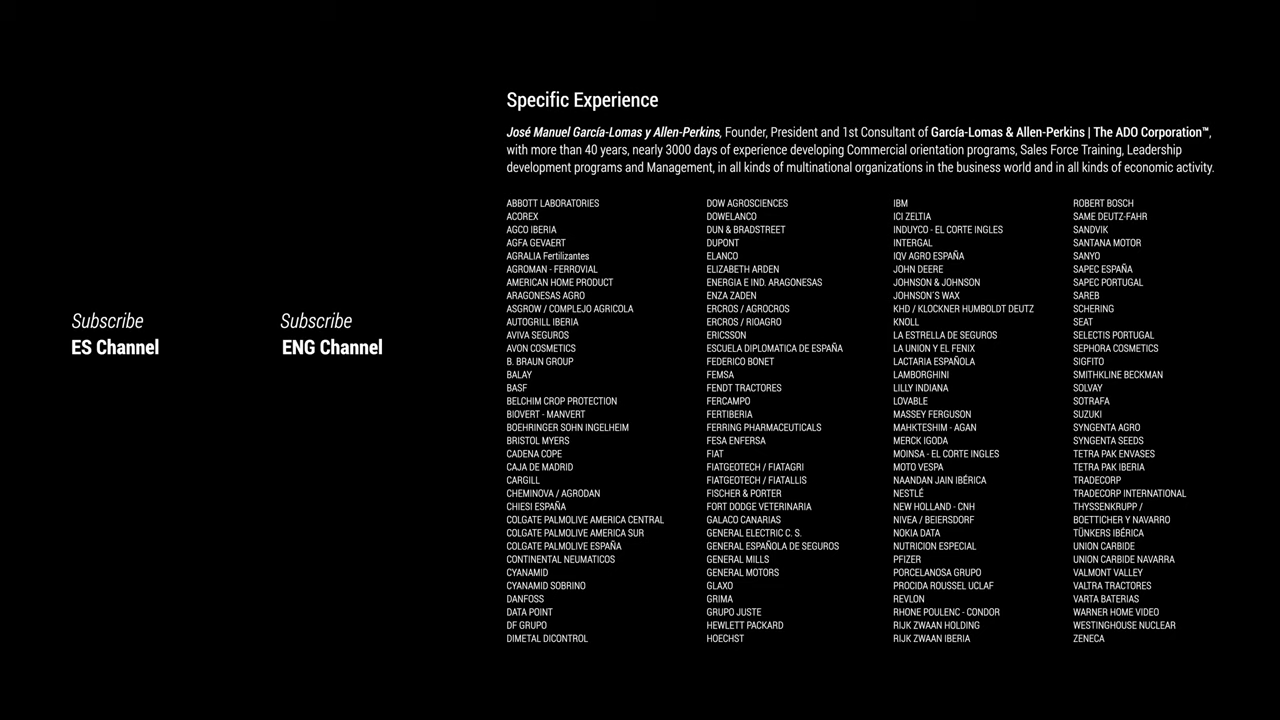 Subscribe
ES Channel
Subscribe
ENG Channel
Specific Experience
José Manuel García-Lomas y Allen-Perkins, Founder, President and 1st Consultant of García-Lomas & Allen-Perkins | The ADO Corporation™,
with more than 40 years, nearly 3000 days of experience developing Commercial orientation programs, Sales Force Training, Leadership
development programs and Management, in all kinds of multinational organizations in the business world and in all kinds of economic activity.
ABBOTT LABORATORIES
ACOREX
AGCO IBERIA
AGFA GEVAERT
AGRALIA Fertilizantes
AGROMAN - FERROVIAL
AMERICAN HOME PRODUCT
ARAGONESAS AGRO
ASGROW / COMPLEJO AGRICOLA
AUTOGRILL IBERIA
AVIVA SEGUROS
AVON COSMETICS
B. BRAUN GROUP
BALAY
BASF
BELCHIM CROP PROTECTION
BIOVERT - MANVERT
BOEHRINGER SOHN INGELHEIM
BRISTOL MYERS
CADENA COPE
CAJA DE MADRID
CARGILL
CHEMINOVA / AGRODAN
CHIESI ESPAÑA
COLGATE PALMOLIVE AMERICA CENTRAL
COLGATE PALMOLIVE AMERICA SUR
COLGATE PALMOLIVE ESPAÑA
CONTINENTAL NEUMATICOS
CYANAMID
CYANAMID SOBRINO
DANFOSS
DATA POINT
DF GRUPO
DIMETAL DICONTROL
DOW AGROSCIENCES
DOWELANCO
DUN & BRADSTREET
DUPONT
ELANCO
ELIZABETH ARDEN
ENERGIA E IND. ARAGONESAS
ENZA ZADEN
ERCROS / AGROCROS
ERCROS / RIOAGRO
ERICSSON
ESCUELA DIPLOMATICA DE ESPAÑA
FEDERICO BONET
FEMSA
FENDT TRACTORES
FERCAMPO
FERTIBERIA
FERRING PHARMACEUTICALS
FESA ENFERSA
FIAT
FIATGEOTECH / FIATAGRI
FIATGEOTECH / FIATALLIS
FISCHER & PORTER
FORT DODGE VETERINARIA
GALACO CANARIAS
GENERAL ELECTRIC C. S.
GENERAL ESPAÑOLA DE SEGUROS
GENERAL MILLS
GENERAL MOTORS
GLAXO
GRIMA
GRUPO JUSTE
HEWLETT PACKARD
HOECHST
IBM
ICI ZELTIA
INDUYCO - EL CORTE INGLES
INTERGAL
IQV AGRO ESPAÑA
JOHN DEERE
JOHNSON & JOHNSON
JOHNSON´S WAX
KHD / KLOCKNER HUMBOLDT DEUTZ
KNOLL
LA ESTRELLA DE SEGUROS
LA UNION Y EL FENIX
LACTARIA ESPAÑOLA
LAMBORGHINI
LILLY INDIANA
LOVABLE
MASSEY FERGUSON
MAHKTESHIM - AGAN
MERCK IGODA
MOINSA - EL CORTE INGLES
MOTO VESPA
NAANDAN JAIN IBÉRICA
NESTLÉ
NEW HOLLAND - CNH
NIVEA / BEIERSDORF
NOKIA DATA
NUTRICION ESPECIAL
PFIZER
PORCELANOSA GRUPO
PROCIDA ROUSSEL UCLAF
REVLON
RHONE POULENC - CONDOR
RIJK ZWAAN HOLDING
RIJK ZWAAN IBERIA
ROBERT BOSCH
SAME DEUTZ-FAHR
SANDVIK
SANTANA MOTOR
SANYO
SAPEC ESPAÑA
SAPEC PORTUGAL
SAREB
SCHERING
SEAT
SELECTIS PORTUGAL
SEPHORA COSMETICS
SIGFITO
SMITHKLINE BECKMAN
SOLVAY
SOTRAFA
SUZUKI
SYNGENTA AGRO
SYNGENTA SEEDS
TETRA PAK ENVASES
TETRA PAK IBERIA
TRADECORP
TRADECORP INTERNATIONAL
THYSSENKRUPP /
BOETTICHER Y NAVARRO
TÜNKERS IBÉRICA
UNION CARBIDE
UNION CARBIDE NAVARRA
VALMONT VALLEY
VALTRA TRACTORES
VARTA BATERIAS
WARNER HOME VIDEO
WESTINGHOUSE NUCLEAR
ZENECA